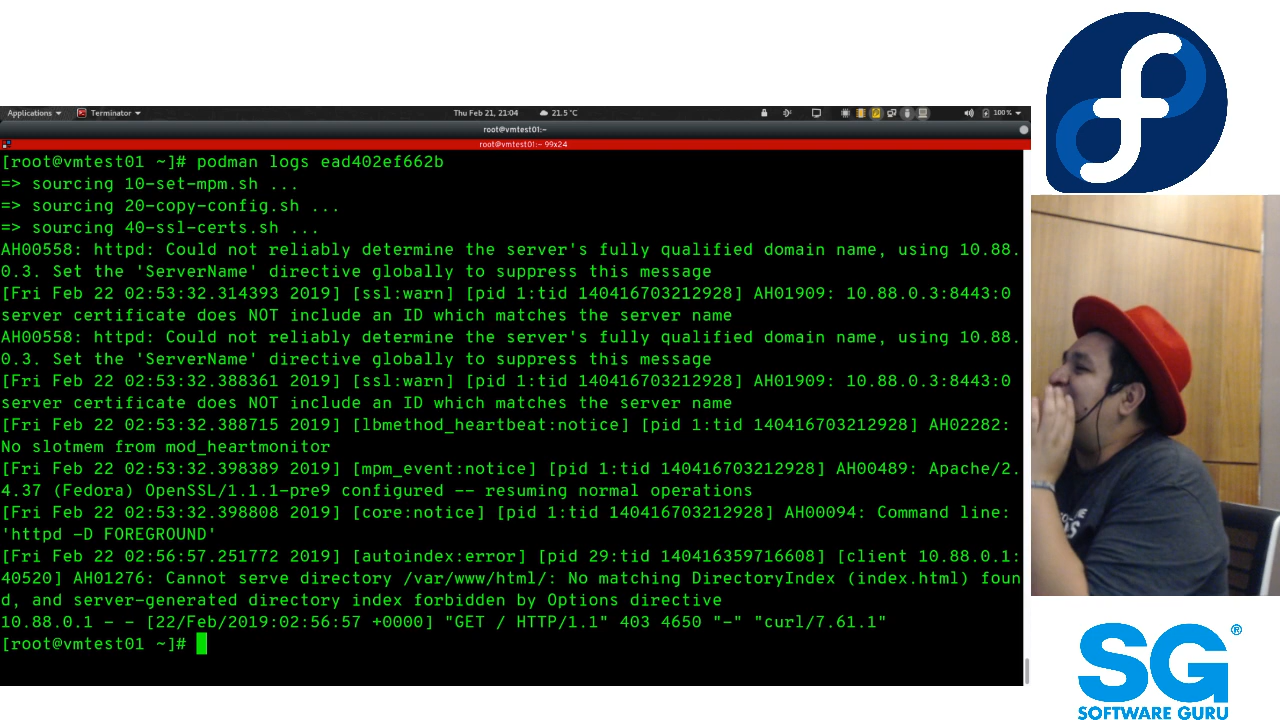 Applications
Terminator
Thu Feb 21, 21:04
21.5 °C
100 %
root@vmtest01:~
root@vmtest01:~ 99x24
[root@vmtest01 ~]# podman logs ead402ef662b
=> sourcing 10-set-mpm.sh ...
=> sourcing 20-copy-config.sh ...
=> sourcing 40-ssl-certs.sh ...
AH00558: httpd: Could not reliably determine the server's fully qualified domain name, using 10.88.
0.3. Set the 'ServerName' directive globally to suppress this message
[Fri Feb 22 02:53:32.314393 2019] [ssl:warn] [pid 1:tid 140416703212928] AH01909: 10.88.0.3:8443:0
server certificate does NOT include an ID which matches the server name
AH00558: httpd: Could not reliably determine the server's fully qualified domain name, using 10.88.
0.3. Set the 'ServerName' directive globally to suppress this message
[Fri Feb 22 02:53:32.388361 2019] [ssl:warn] [pid 1:tid 140416703212928] AH01909: 10.88.0.3:8443:0
server certificate does NOT include an ID which matches the server name
[Fri Feb 22 02:53:32.388715 2019] [lbmethod_heartbeat:notice] [pid 1:tid 140416703212928] AH02282:
No slotmem from mod_heartmonitor
[Fri Feb 22 02:53:32.398389 2019] [mpm_event:notice] [pid 1:tid 140416703212928] AH00489: Apache/2.
4.37 (Fedora) OpenSSL/1.1.1-pre9 configured -- resuming normal operations
[Fri Feb 22 02:53:32.398808 2019] [core:notice] [pid 1:tid 140416703212928] AH00094: Command line:
'httpd -D FOREGROUND'
[Fri Feb 22 02:56:57.251772 2019] [autoindex:error] [pid 29:tid 140416359716608] [client 10.88.0.1:
40520] AH01276: Cannot serve directory /var/www/html/: No matching DirectoryIndex (index.html) foun
d, and server-generated directory index forbidden by Options directive
10.88.0.1 - - [22/Feb/2019:02:56:57 +0000] "GET / HTTP/1.1" 403 4650 "-" "curl/7.61.1"
[root@vmtest01 ~]#
SG®
SOFTWARE GURU